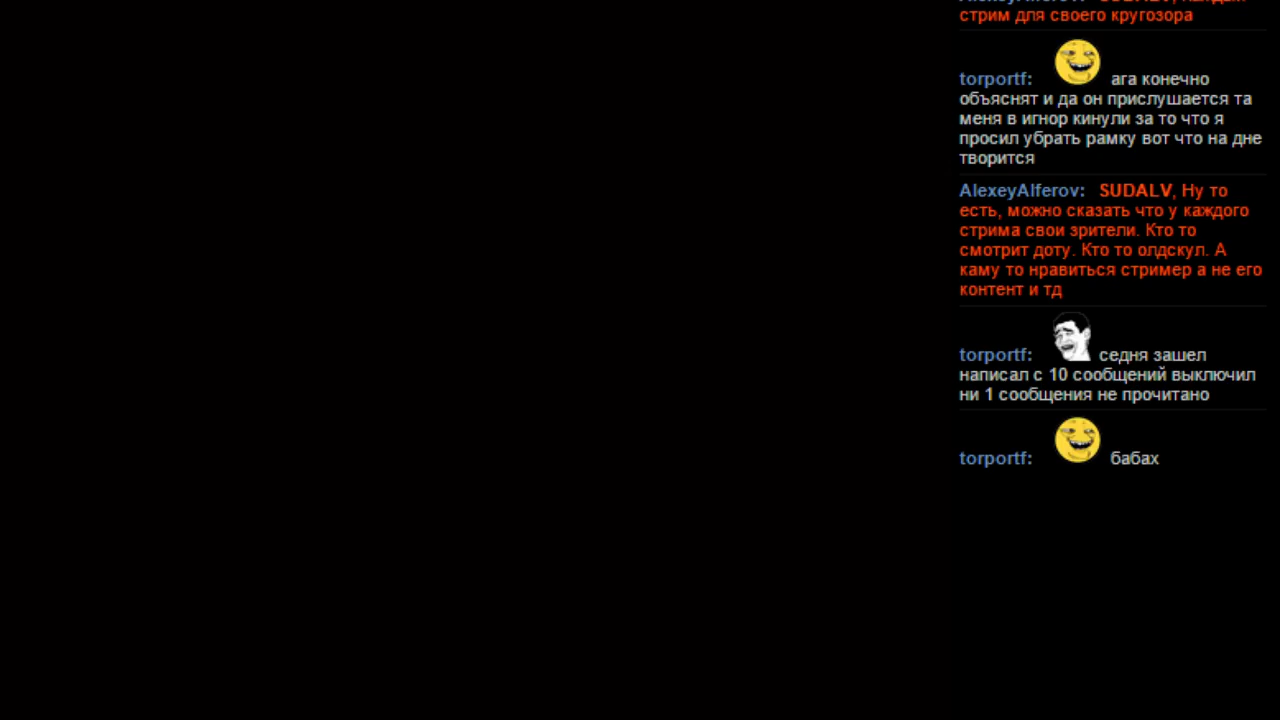 стрим для своего кругозора
torportf: ага конечно
объяснят и да он прислушается та
меня в игнор кинули за то что я
просил убрать рамку вот что на дне
творится
AlexeyAlferov: SUDALV, Ну то
есть, можно сказать что у каждого
стрима свои зрители. Кто то
смотрит доту. Кто то олдскул. А
каму то нравиться стример а не его
контент и тд
torportf: седня зашел
написал с 10 сообщений выключил
ни 1 сообщения не прочитано
torportf: бабах